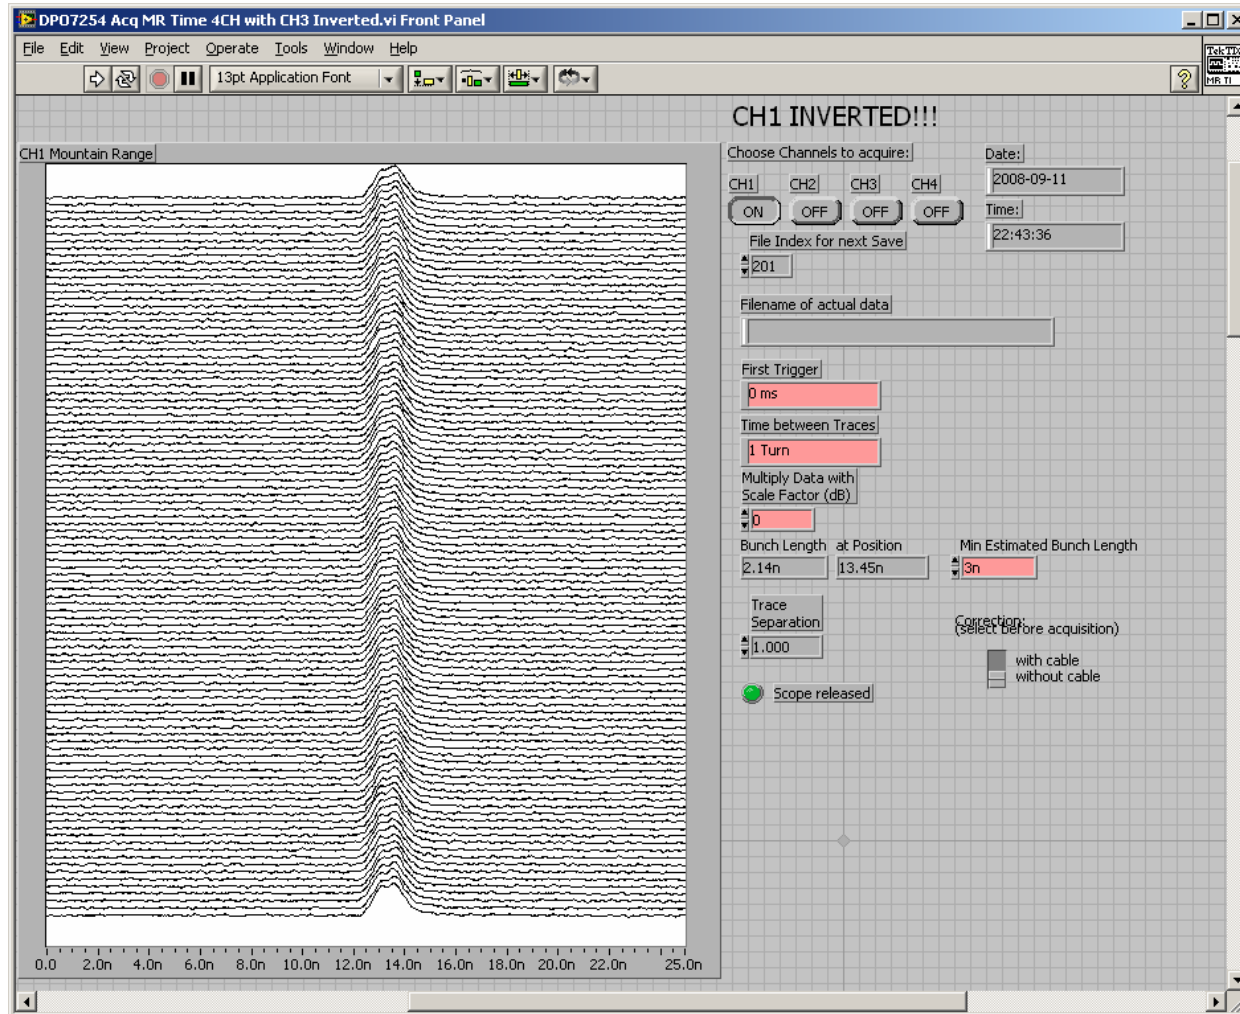 DPO7254 Acq MR Time 4CH with CH3 Inverted.vi Front Panel
File Edit View Project Operate Tools Window Help
13pt Application Font
?
MR TI
CH1 INVERTED!!!
CH1 Mountain Range
Choose Channels to acquire:
Date:
CH1 CH2 CH3 CH4
2008-09-11
ON OFF OFF OFF
Time:
22:43:36
File Index for next Save
201
Filename of actual data
First Trigger
0 ms
Time between Traces
1 Turn
Multiply Data with
Scale Factor (dB)
0
Bunch Length at Position Min Estimated Bunch Length
2.14n 13.45n 3n
Trace
Separation
1.000
Correction:
(select before acquisition)
with cable
without cable
Scope released
0.0 2.0n 4.0n 6.0n 8.0n 10.0n 12.0n 14.0n 16.0n 18.0n 20.0n 22.0n 25.0n